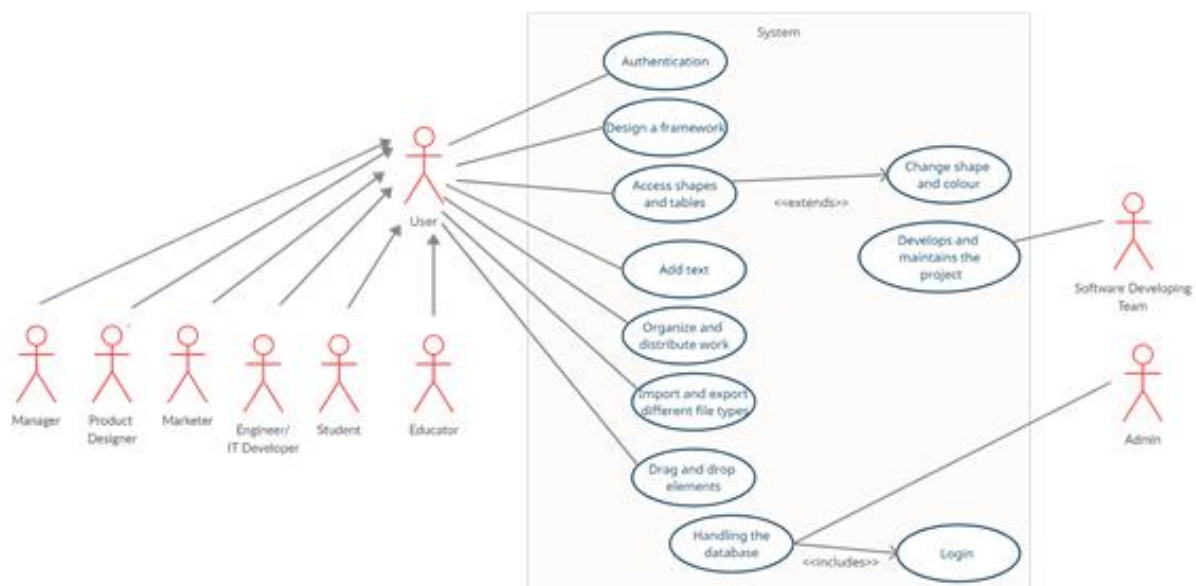 System
Authentication
Design a framework
Access shapes
and tables
<<extends>>
Change shape
and colour
Develops and
maintains the
project
Add text
Organize and
distribute work
Import and export
different file types
Drag and drop
elements
Handling the
database
<<includes>>
Login
User
Manager
Product
Designer
Marketer
Engineer/
IT Developer
Student
Educator
Software Developing
Team
Admin